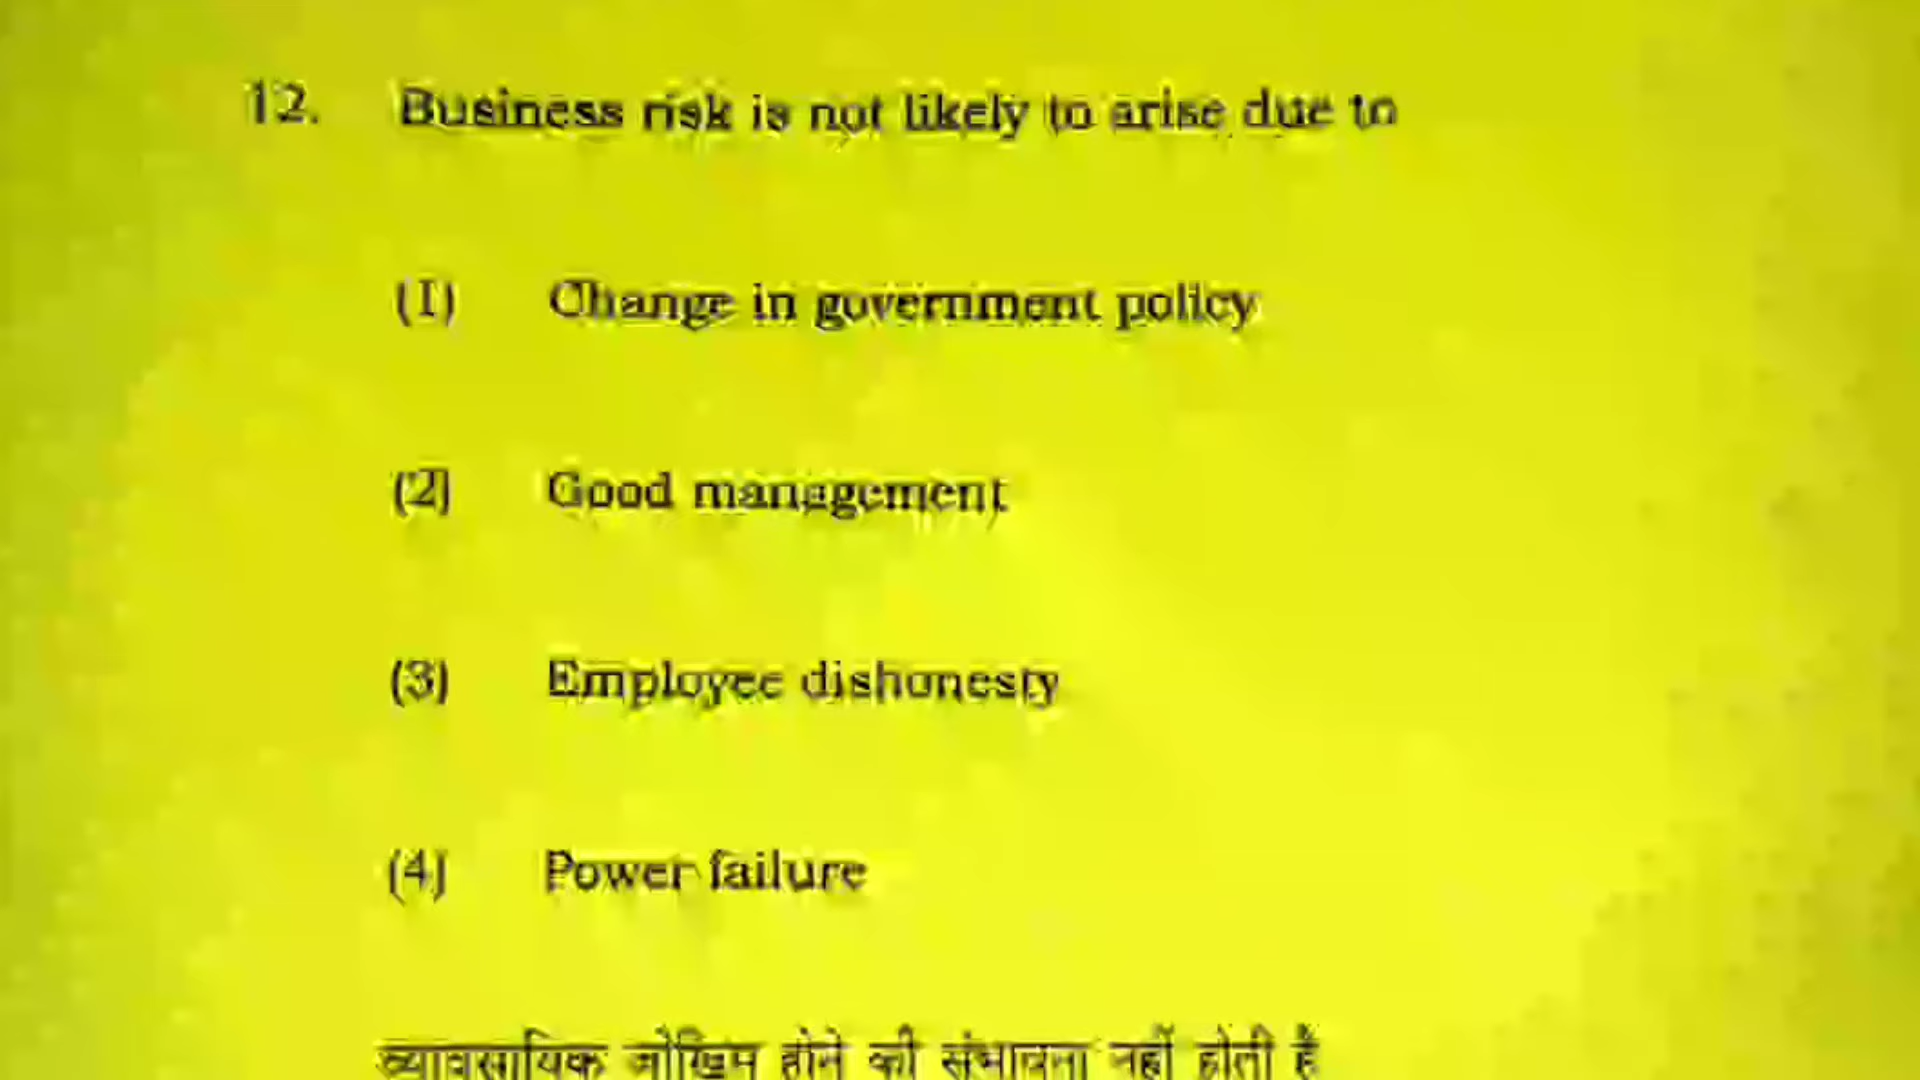 12. Business risk is not likely to arise due to
(1) Change in government policy
(2) Good management
(3) Employee dishonesty
(4) Power failure
व्यावसायिक जोखिम होने की संभावना नहीं होती है